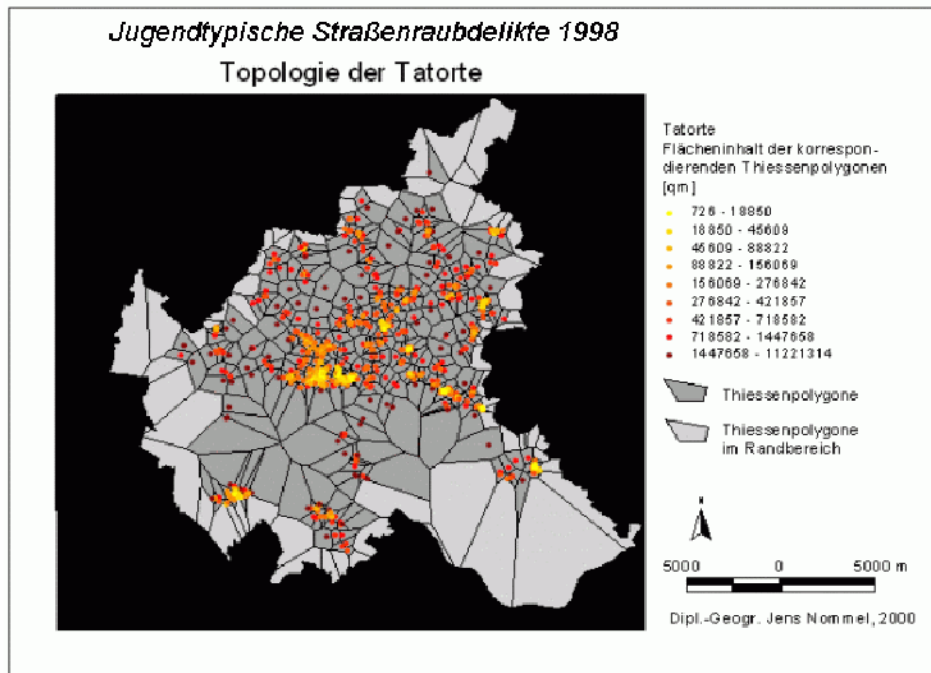 Jugendtypische Straßenraubdelikte 1998
Topologie der Tatorte
Tatorte
Flächeninhalt der korrespon-
dierenden Thiessenpolygonen
[qm]
726 - 18850
18850 - 45609
45609 - 88822
88822 - 156069
156069 - 276842
276842 - 421857
421857 - 718582
718582 - 1447658
1447658 - 11221314
Thiessenpolygone
Thiessenpolygone
im Randbereich
N
5000 0 5000 m
Dipl.-Geogr. Jens Nommel, 2000